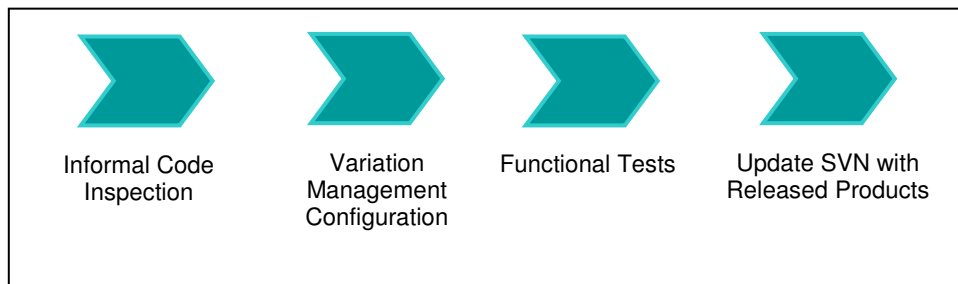 Informal Code
Inspection
Variation
Management
Configuration
Functional Tests
Update SVN with
Released Products